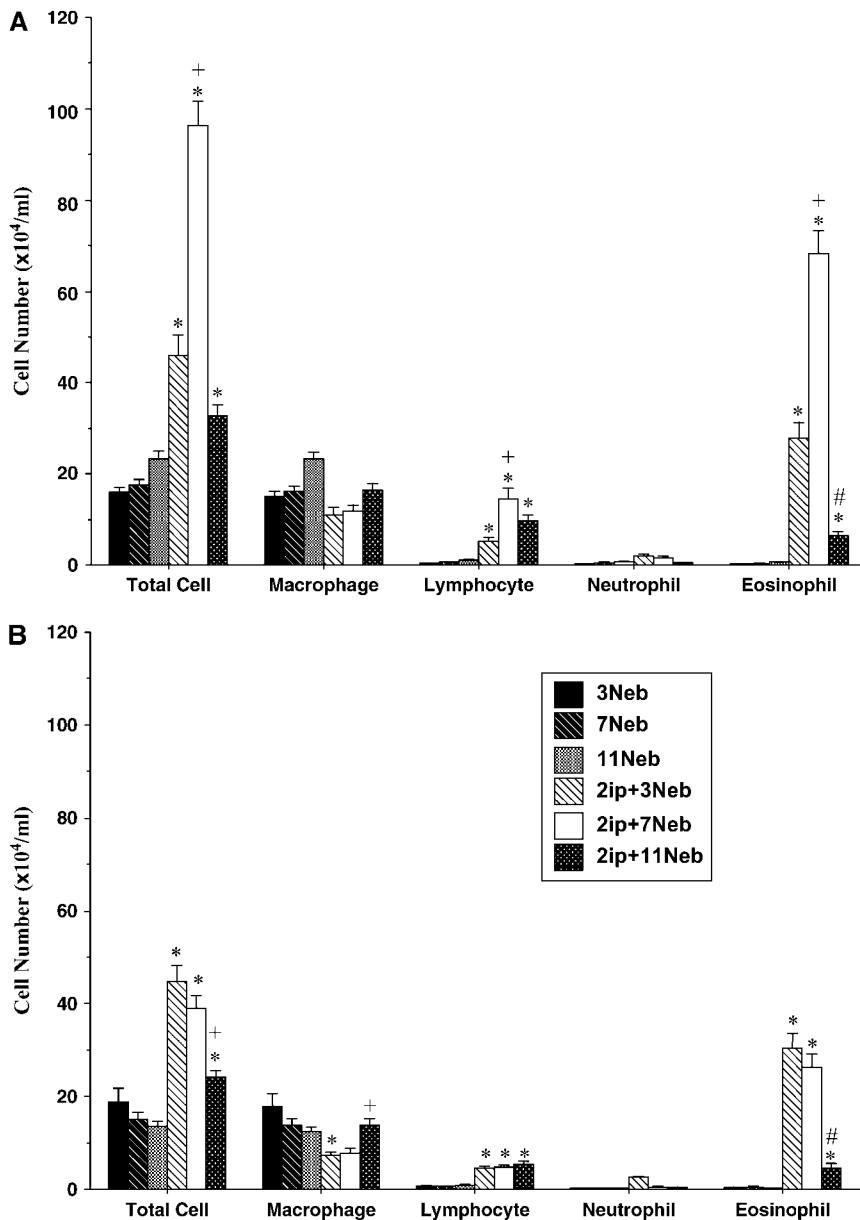 A
Cell Number (x10⁴/ml)
120
100
80
60
40
20
0
+
*
*
*
+
*
*
*
+
*
*
#
*
Total Cell Macrophage Lymphocyte Neutrophil Eosinophil
B
Cell Number (x10⁴/ml)
120
100
80
60
40
20
0
3Neb
7Neb
11Neb
2ip+3Neb
2ip+7Neb
2ip+11Neb
*
*
+
*
*
+
* * *
*
*
#
*
Total Cell Macrophage Lymphocyte Neutrophil Eosinophil